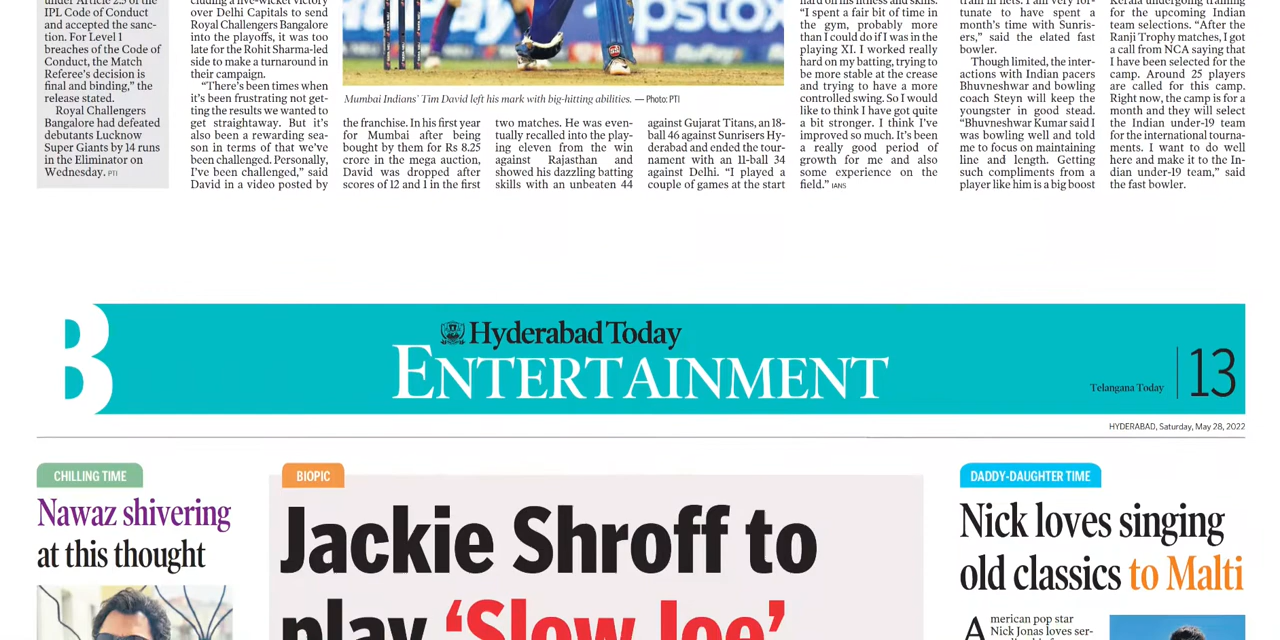 under Article 2.5 of the
IPL Code of Conduct
and accepted the sanc-
tion. For Level 1
breaches of the Code of
Conduct, the Match
Referee's decision is
final and binding," the
release stated.
Royal Challengers
Bangalore had defeated
debutants Lucknow
Super Giants by 14 runs
in the Eliminator on
Wednesday. PTI
cluding a five-wicket victory
over Delhi Capitals to send
Royal Challengers Bangalore
into the playoffs, it was too
late for the Rohit Sharma-led
side to make a turnaround in
their campaign.
"There's been times when
it's been frustrating not get-
ting the results we wanted to
get straightaway. But it's
also been a rewarding sea-
son in terms of that we've
been challenged. Personally,
I've been challenged," said
David in a video posted by
Mumbai Indians' Tim David left his mark with big-hitting abilities. — Photo: PTI
the franchise. In his first year
for Mumbai after being
bought by them for Rs 8.25
crore in the mega auction,
David was dropped after
scores of 12 and 1 in the first
two matches. He was even-
tually recalled into the play-
ing eleven from the win
against Rajasthan and
showed his dazzling batting
skills with an unbeaten 44
against Gujarat Titans, an 18-
ball 46 against Sunrisers Hy-
derabad and ended the tour-
nament with an 11-ball 34
against Delhi. "I played a
couple of games at the start
hard on his fitness and skills.
"I spent a fair bit of time in
the gym, probably more
than I could do if I was in the
playing XI. I worked really
hard on my batting, trying to
be more stable at the crease
and trying to have a more
controlled swing. So I would
like to think I have got quite
a bit stronger. I think I've
improved so much. It's been
a really good period of
growth for me and also
some experience on the
field." IANS
train in nets. I am very for-
tunate to have spent a
month's time with Sunris-
ers," said the elated fast
bowler.
Though limited, the inter-
actions with Indian pacers
Bhuvneshwar and bowling
coach Steyn will keep the
youngster in good stead.
"Bhuvneshwar Kumar said I
was bowling well and told
me to focus on maintaining
line and length. Getting
such compliments from a
player like him is a big boost
Kerala undergoing training
for the upcoming Indian
team selections. "After the
Ranji Trophy matches, I got
a call from NCA saying that
I have been selected for the
camp. Around 25 players
are called for this camp.
Right now, the camp is for a
month and they will select
the Indian under-19 team
for the international tourna-
ments. I want to do well
here and make it to the In-
dian under-19 team," said
the fast bowler.
B
Hyderabad Today
ENTERTAINMENT
Telangana Today
13
HYDERABAD, Saturday, May 28, 2022
CHILLING TIME
Nawaz shivering
at this thought
BIOPIC
Jackie Shroff to
play 'Slow Joe'
DADDY-DAUGHTER TIME
Nick loves singing
old classics to Malti
American pop star
Nick Jonas loves ser-